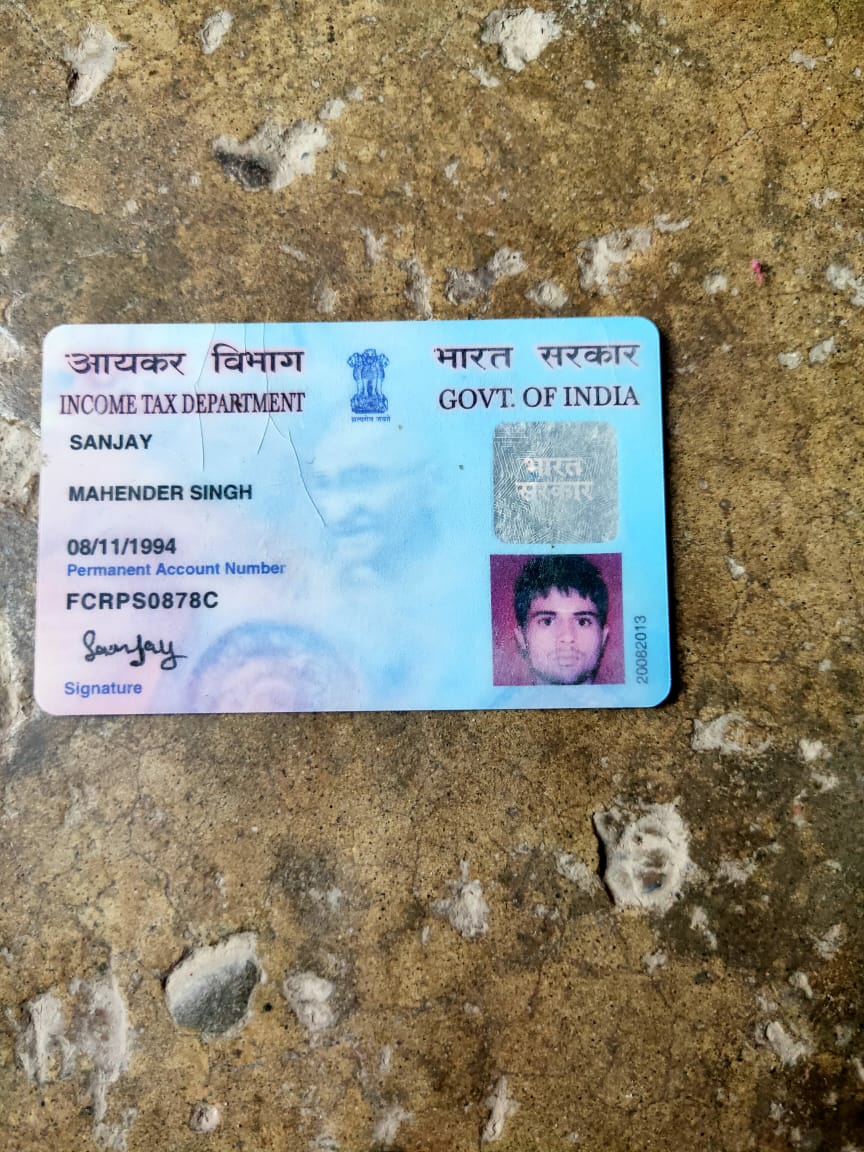 आयकर विभाग
भारत सरकार
INCOME TAX DEPARTMENT
GOVT. OF INDIA
सत्यमेव जयते
SANJAY
भारत
सरकार
MAHENDER SINGH
08/11/1994
Permanent Account Number
FCRPS0878C
Sanjay
Signature
20082013